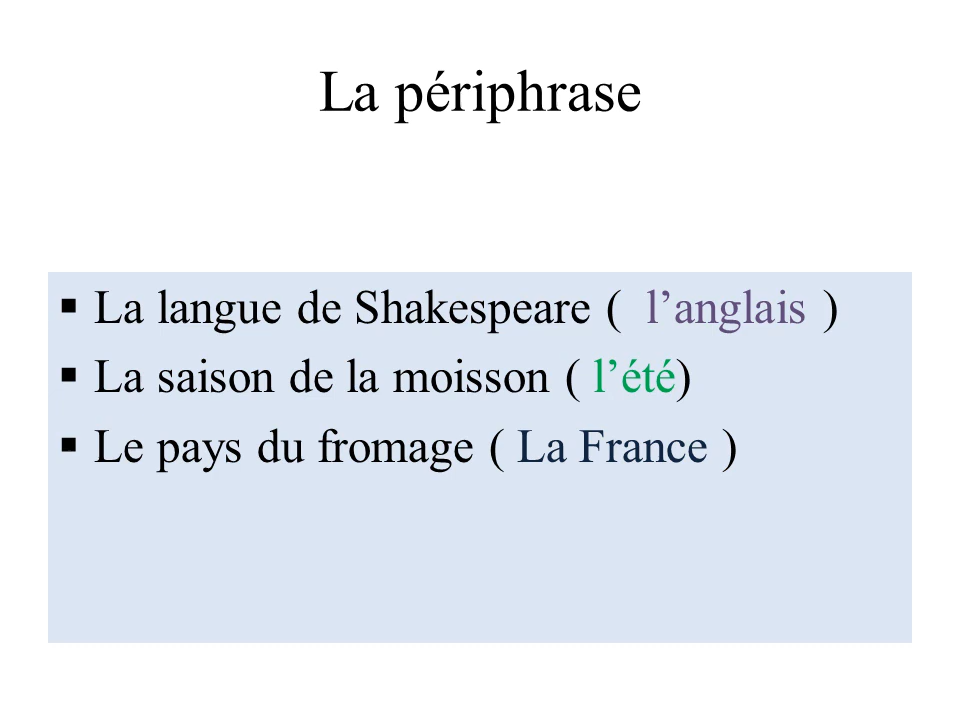 La périphrase
▪ La langue de Shakespeare (  l’anglais )
▪ La saison de la moisson ( l’été)
▪ Le pays du fromage ( La France )